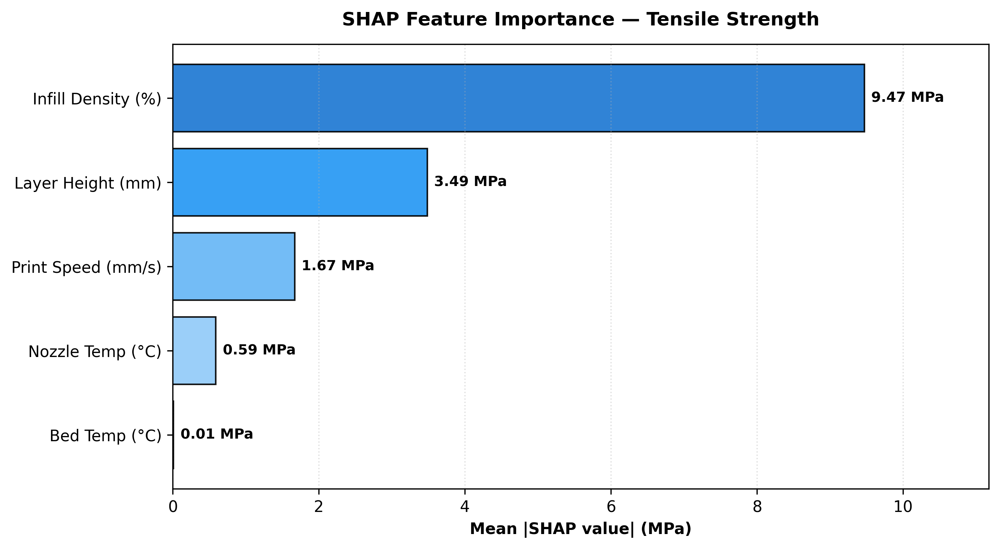 SHAP Feature Importance — Tensile Strength
Infill Density (%)
9.47 MPa
Layer Height (mm)
3.49 MPa
Print Speed (mm/s)
1.67 MPa
Nozzle Temp (°C)
0.59 MPa
Bed Temp (°C)
0.01 MPa
0 2 4 6 8 10
Mean |SHAP value| (MPa)